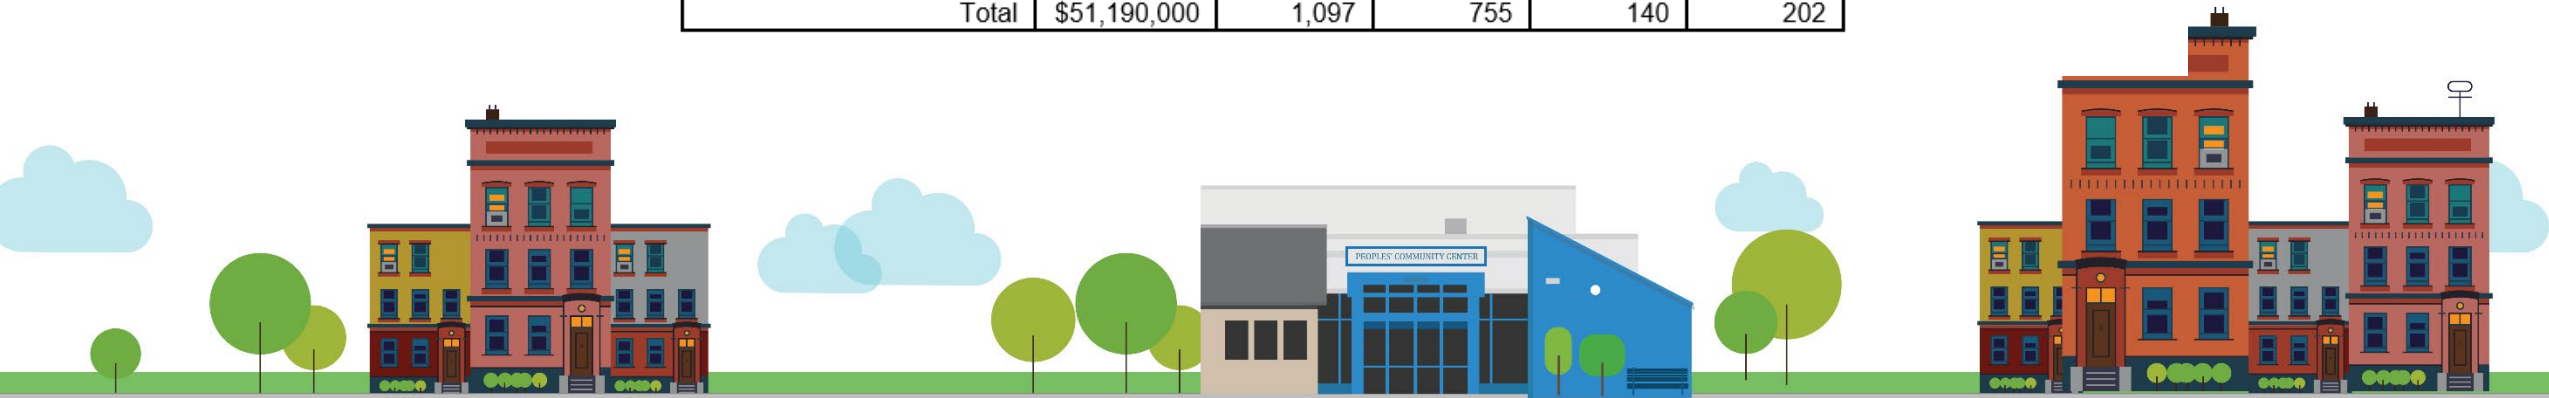 Total $51,190,000 1,097 755 140 202
PEOPLES' COMMUNITY CENTER